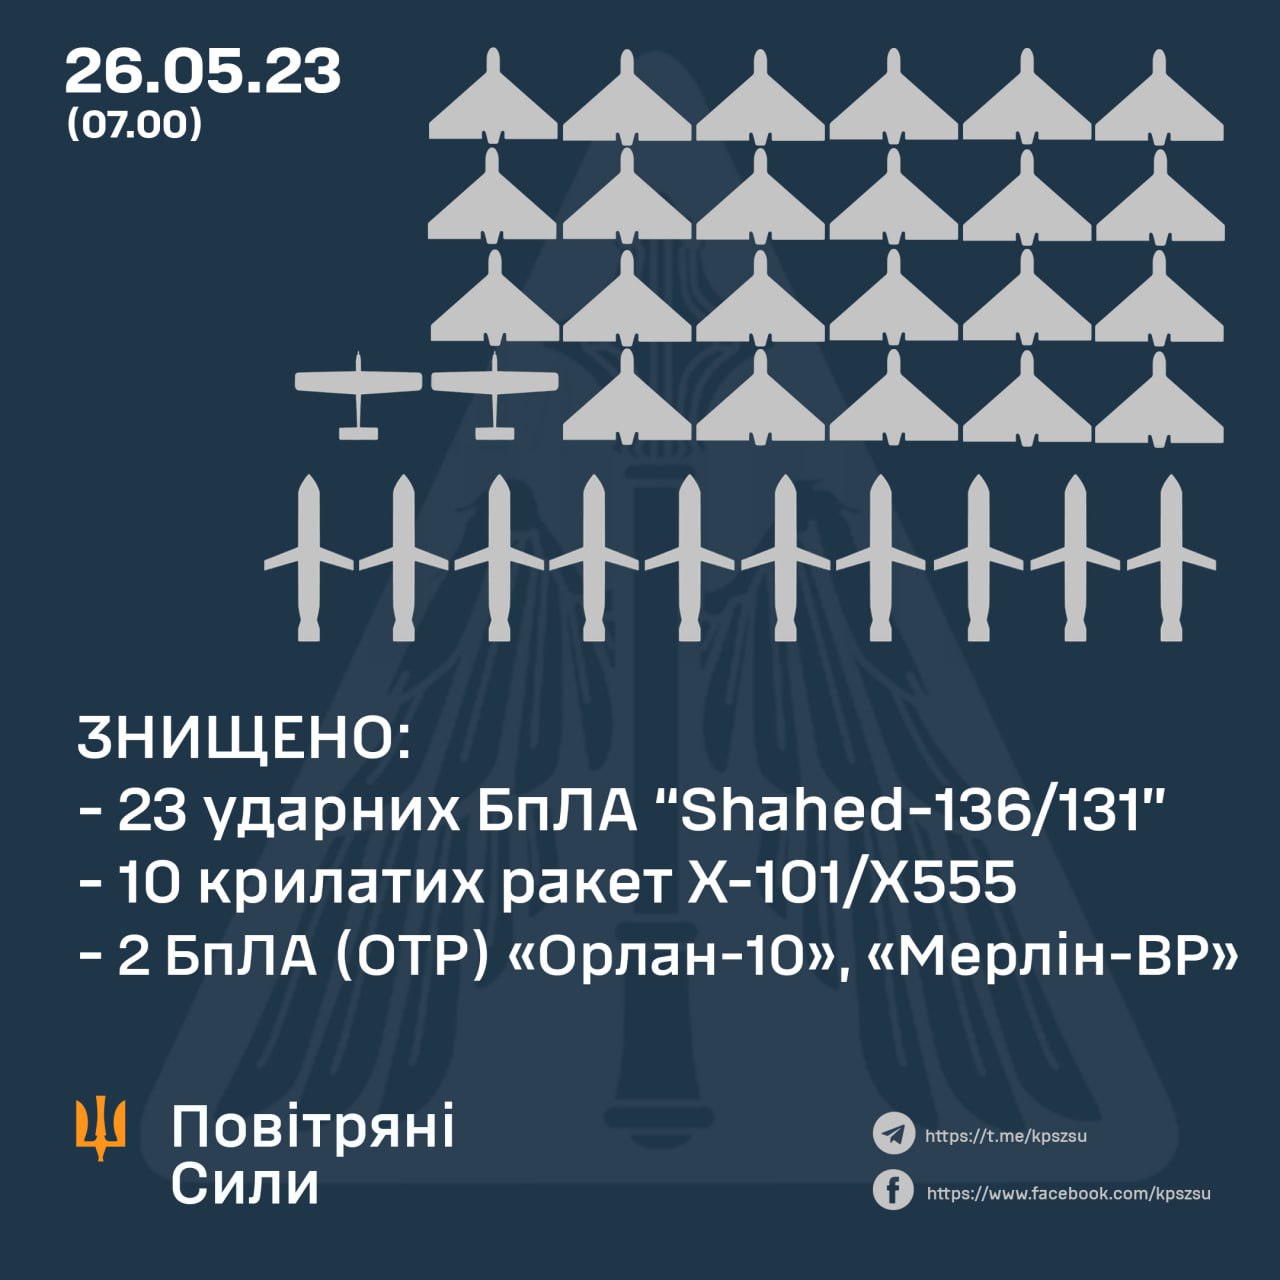 26.05.23
(07.00)
ЗНИЩЕНО:
- 23 ударних БпЛА “Shahed-136/131”
- 10 крилатих ракет Х-101/Х555
- 2 БпЛА (ОТР) «Орлан-10», «Мерлін-ВР»
Повітряні
Сили
https://t.me/kpszsu
https://www.facebook.com/kpszsu